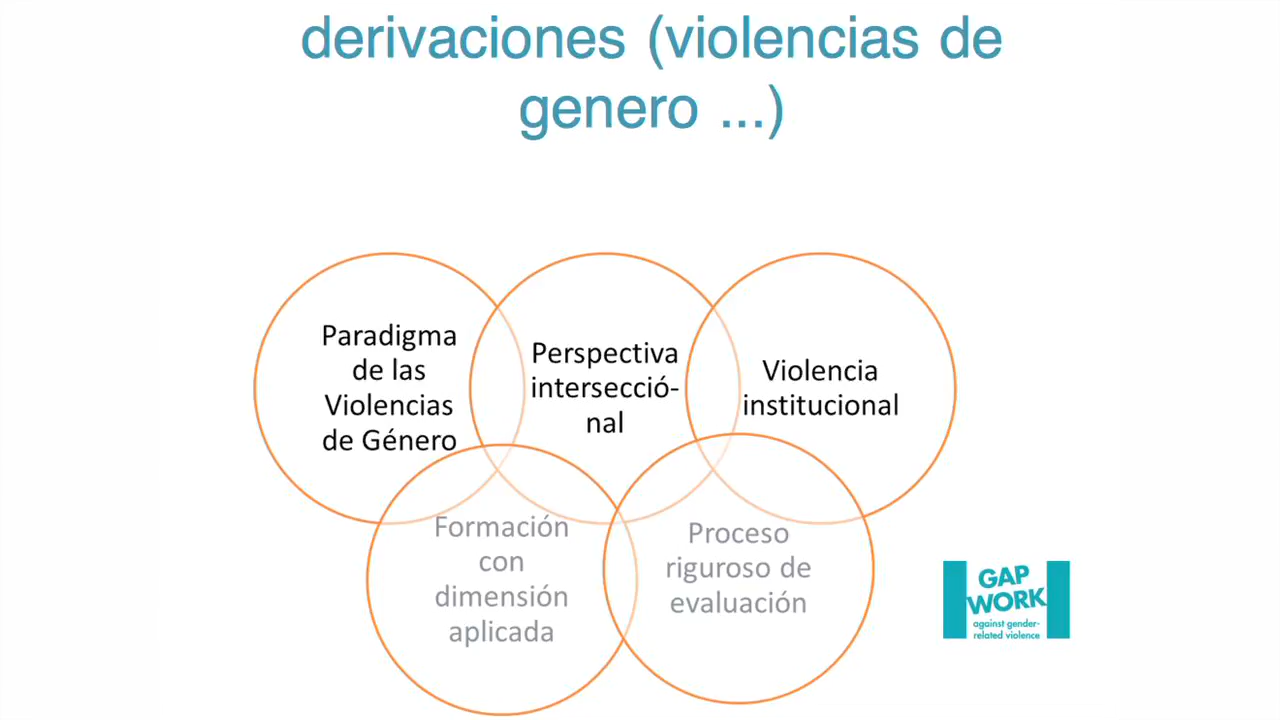 derivaciones (violencias de
genero ...)
Paradigma
de las
Violencias
de Género
Perspectiva
intersecció-
nal
Violencia
institucional
Formación
con
dimensión
aplicada
Proceso
riguroso de
evaluación
GAP
WORK
against gender-
related violence